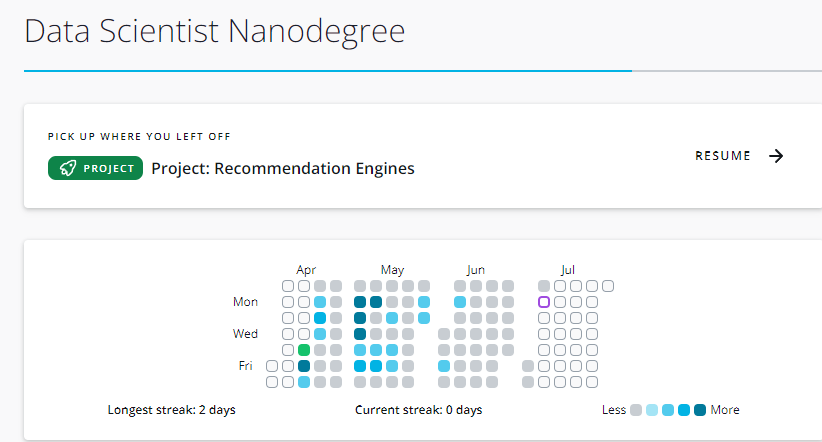 Data Scientist Nanodegree
PICK UP WHERE YOU LEFT OFF
PROJECT Project: Recommendation Engines
RESUME
Apr May Jun Jul
Mon
Wed
Fri
Longest streak: 2 days Current streak: 0 days Less More